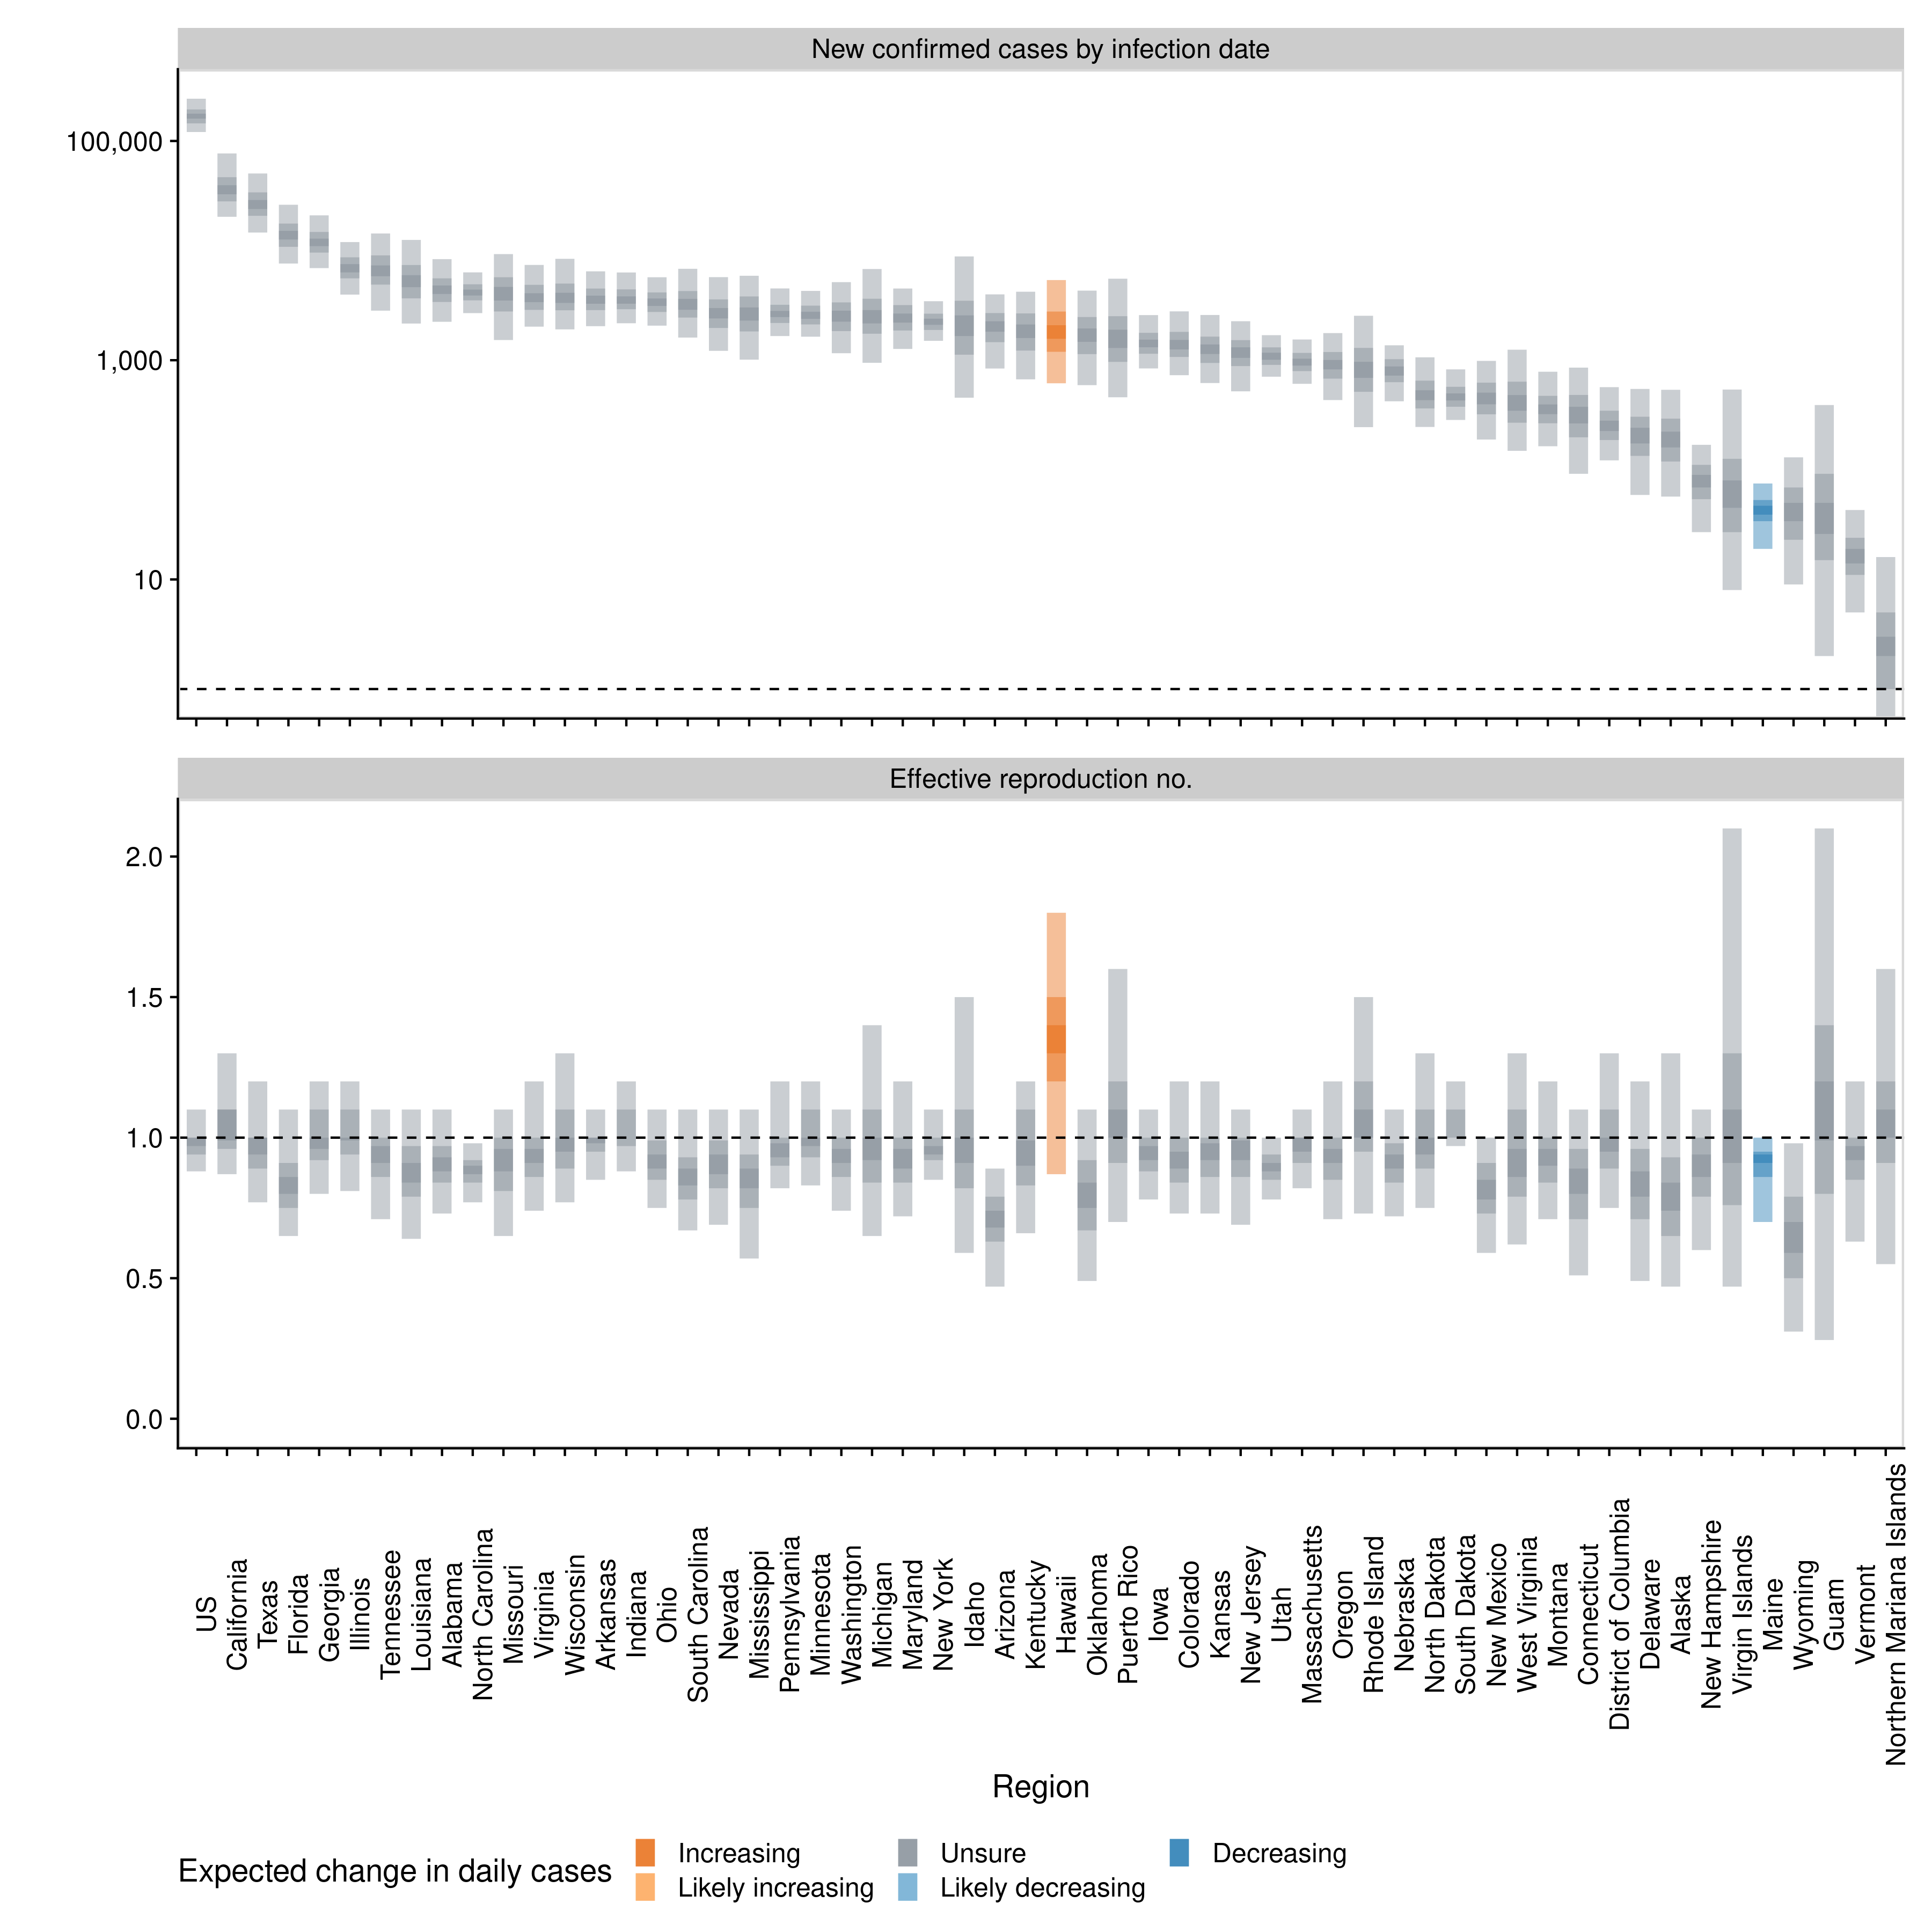 New confirmed cases by infection date
100,000
1,000
10
Effective reproduction no.
2.0
1.5
1.0
0.5
0.0
US
California
Texas
Florida
Georgia
Illinois
Tennessee
Louisiana
Alabama
North Carolina
Missouri
Virginia
Wisconsin
Arkansas
Indiana
Ohio
South Carolina
Nevada
Mississippi
Pennsylvania
Minnesota
Washington
Michigan
Maryland
New York
Idaho
Arizona
Kentucky
Hawaii
Oklahoma
Puerto Rico
Iowa
Colorado
Kansas
New Jersey
Utah
Massachusetts
Oregon
Rhode Island
Nebraska
North Dakota
South Dakota
New Mexico
West Virginia
Montana
Connecticut
District of Columbia
Delaware
Alaska
New Hampshire
Virgin Islands
Maine
Wyoming
Guam
Vermont
Northern Mariana Islands
Region
Expected change in daily cases
Increasing
Likely increasing
Unsure
Likely decreasing
Decreasing